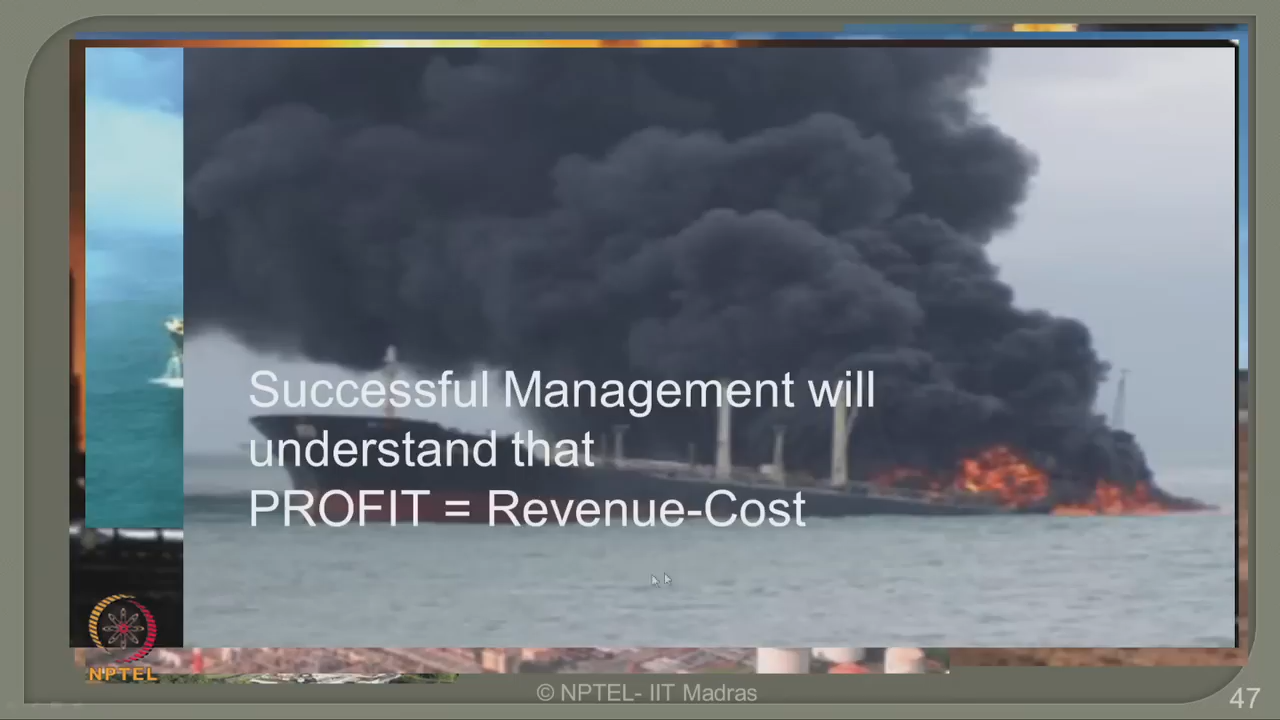 Successful Management will
understand that
PROFIT = Revenue-Cost
NPTEL
© NPTEL- IIT Madras
47